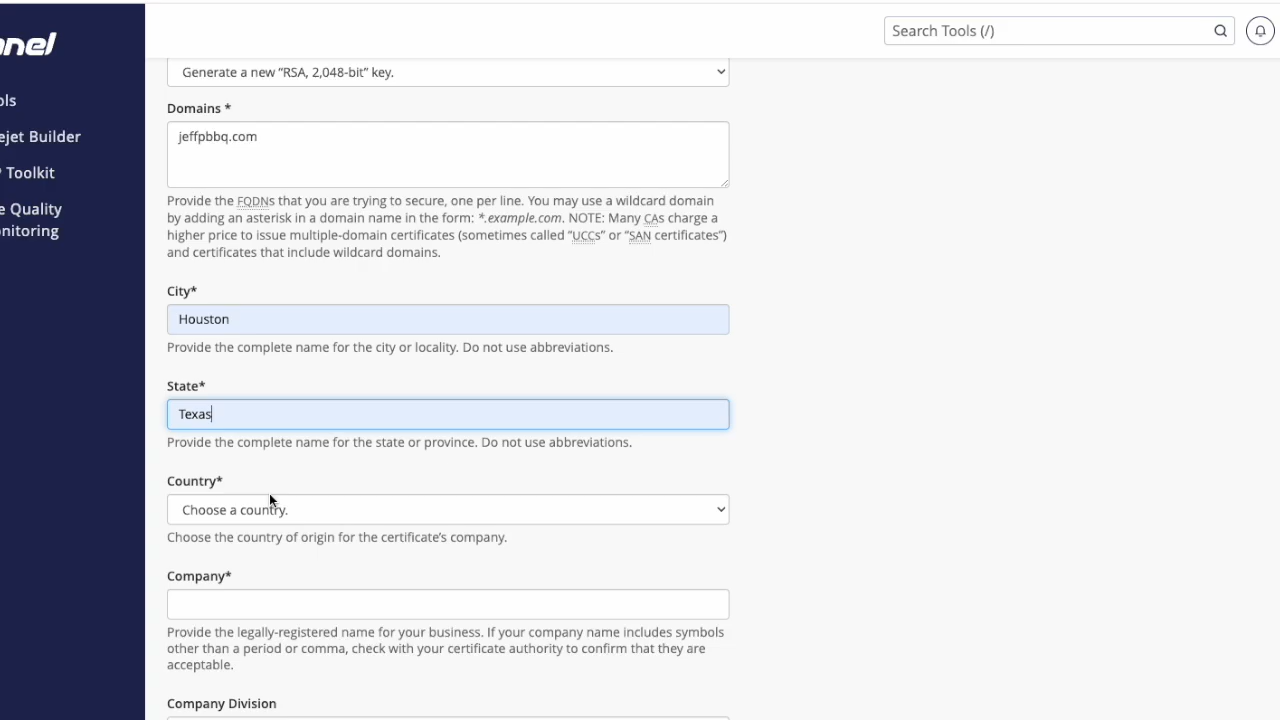 nel
Search Tools (/)
ols
ejet Builder
Toolkit
e Quality
nitoring
Generate a new “RSA, 2,048-bit” key.
Domains *
jeffpbbq.com
Provide the FQDNs that you are trying to secure, one per line. You may use a wildcard domain
by adding an asterisk in a domain name in the form: *.example.com. NOTE: Many CAs charge a
higher price to issue multiple-domain certificates (sometimes called “UCCs” or “SAN certificates”)
and certificates that include wildcard domains.
City*
Houston
Provide the complete name for the city or locality. Do not use abbreviations.
State*
Texas
Provide the complete name for the state or province. Do not use abbreviations.
Country*
Choose a country.
Choose the country of origin for the certificate’s company.
Company*
Provide the legally-registered name for your business. If your company name includes symbols
other than a period or comma, check with your certificate authority to confirm that they are
acceptable.
Company Division